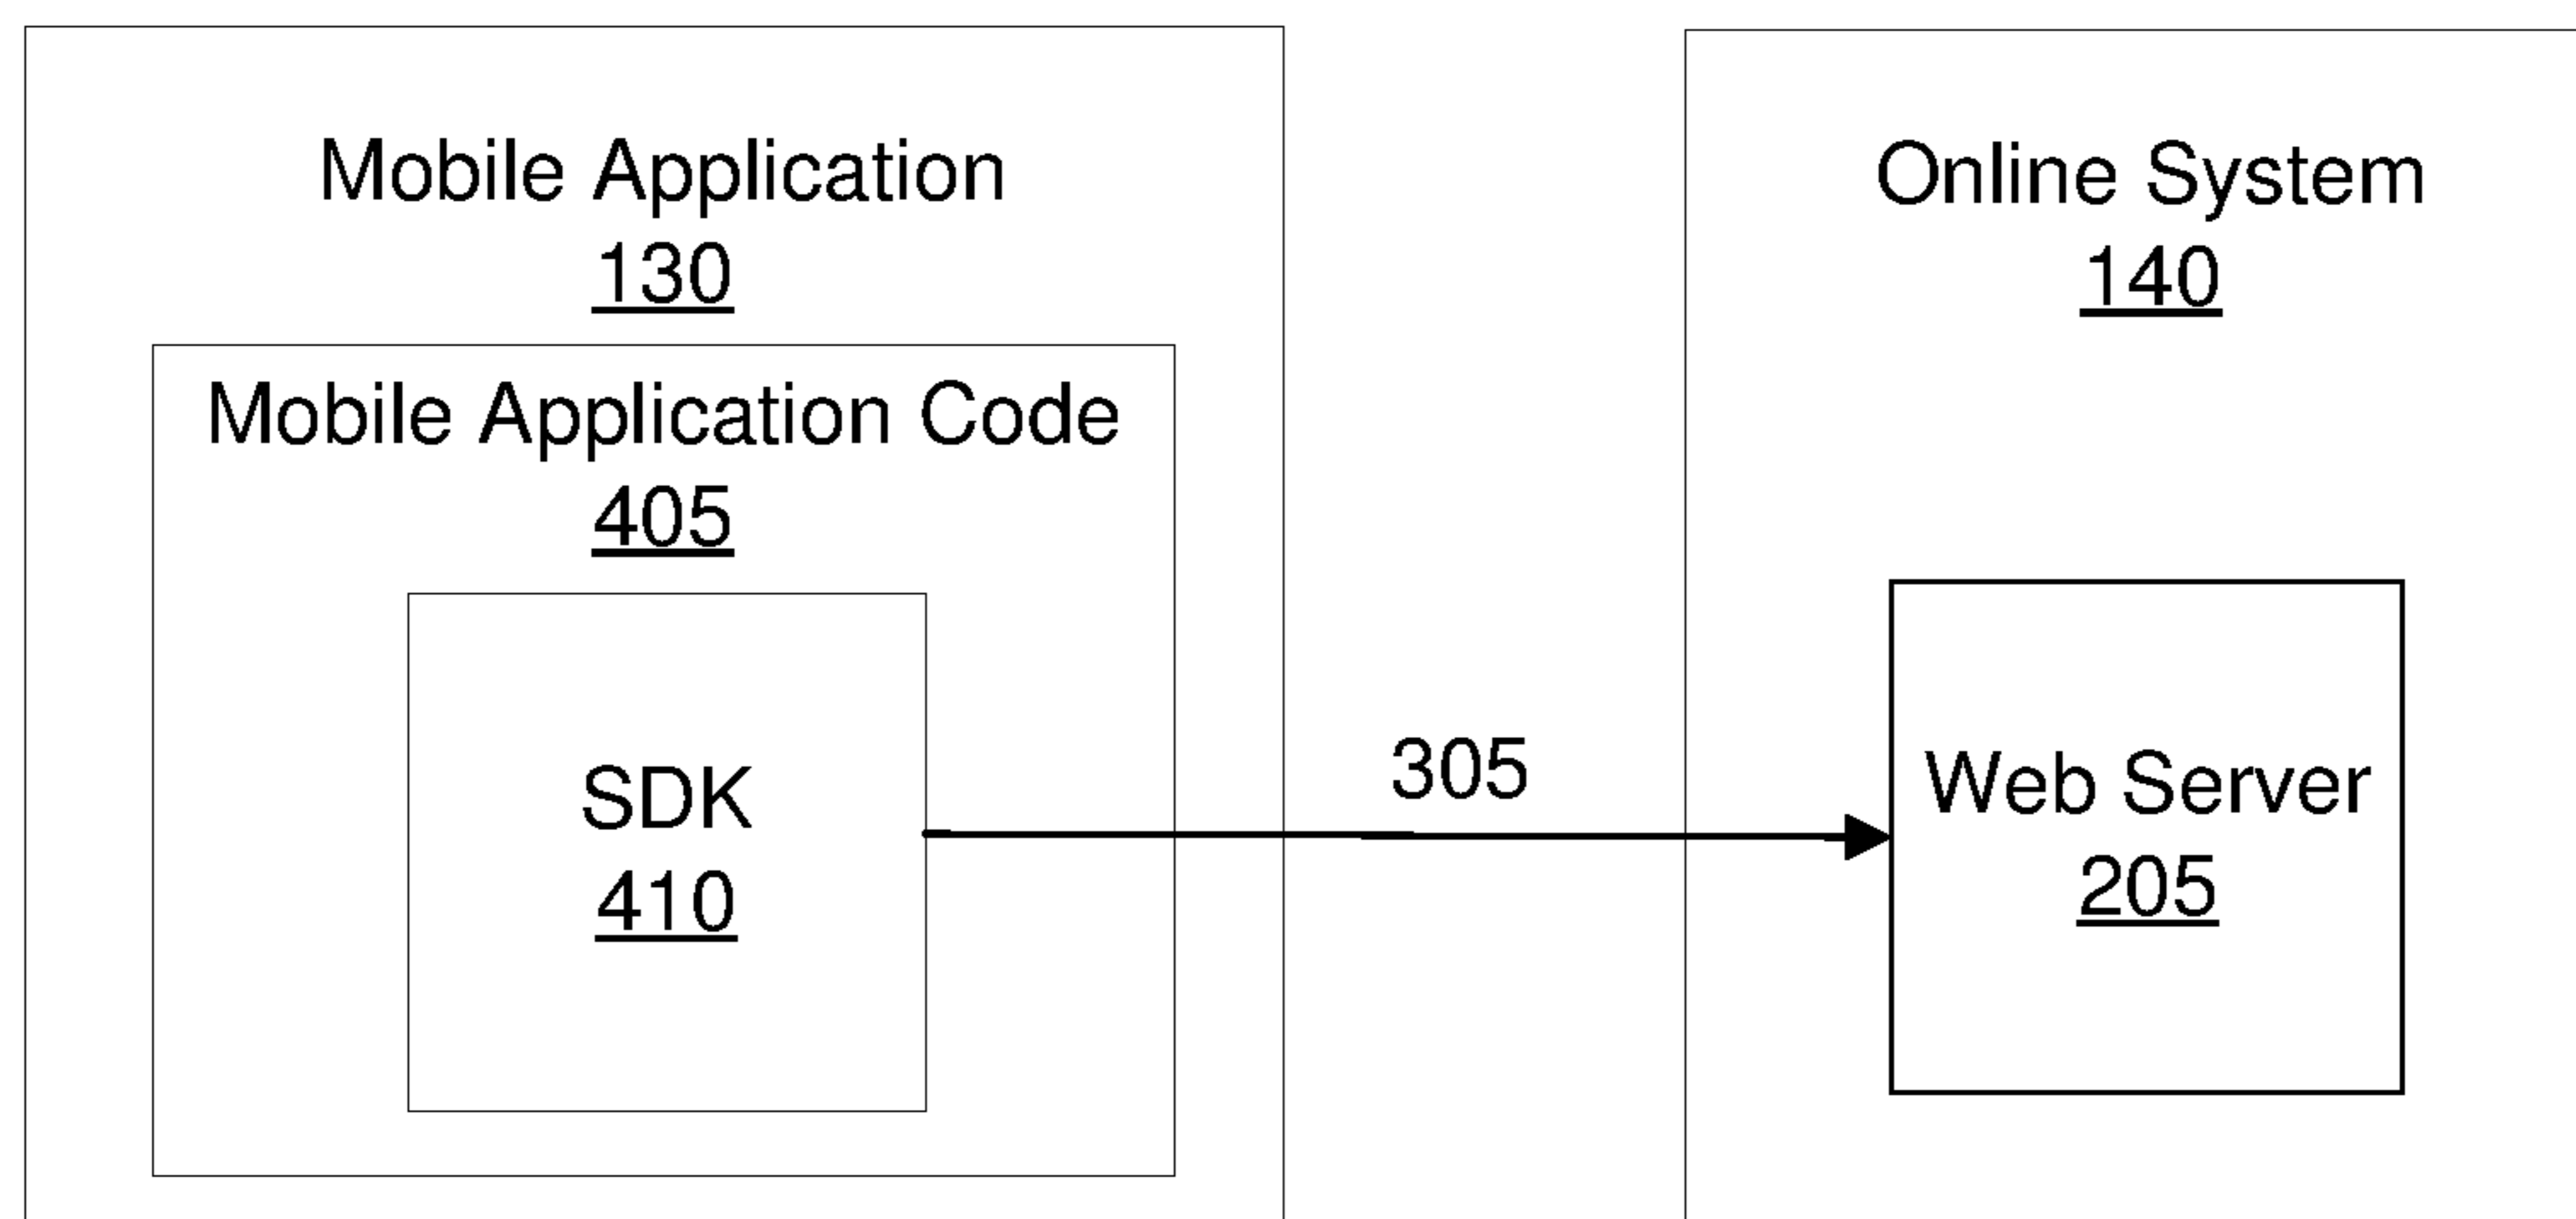 Mobile Application
130
Mobile Application Code
405
SDK
410
305
Online System
140
Web Server
205